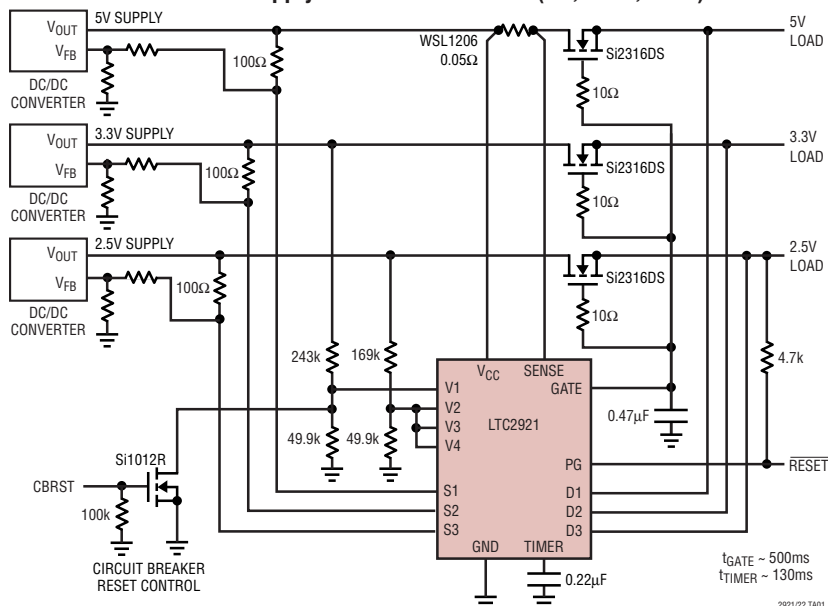 5V SUPPLY
VOUT
VFB
DC/DC
CONVERTER
100Ω
WSL1206
0.05Ω
Si2316DS
10Ω
5V
LOAD
3.3V SUPPLY
VOUT
VFB
DC/DC
CONVERTER
100Ω
Si2316DS
10Ω
3.3V
LOAD
2.5V SUPPLY
VOUT
VFB
DC/DC
CONVERTER
100Ω
Si2316DS
10Ω
2.5V
LOAD
243k
169k
4.7k
VCC
SENSE
GATE
V1
V2
V3
V4
LTC2921
0.47µF
49.9k
49.9k
PG
RESET
Si1012R
CBRST
100k
S1
S2
S3
D1
D2
D3
GND
TIMER
0.22µF
CIRCUIT BREAKER
RESET CONTROL
tGATE ~ 500ms
tTIMER ~ 130ms
2921/22 TA01